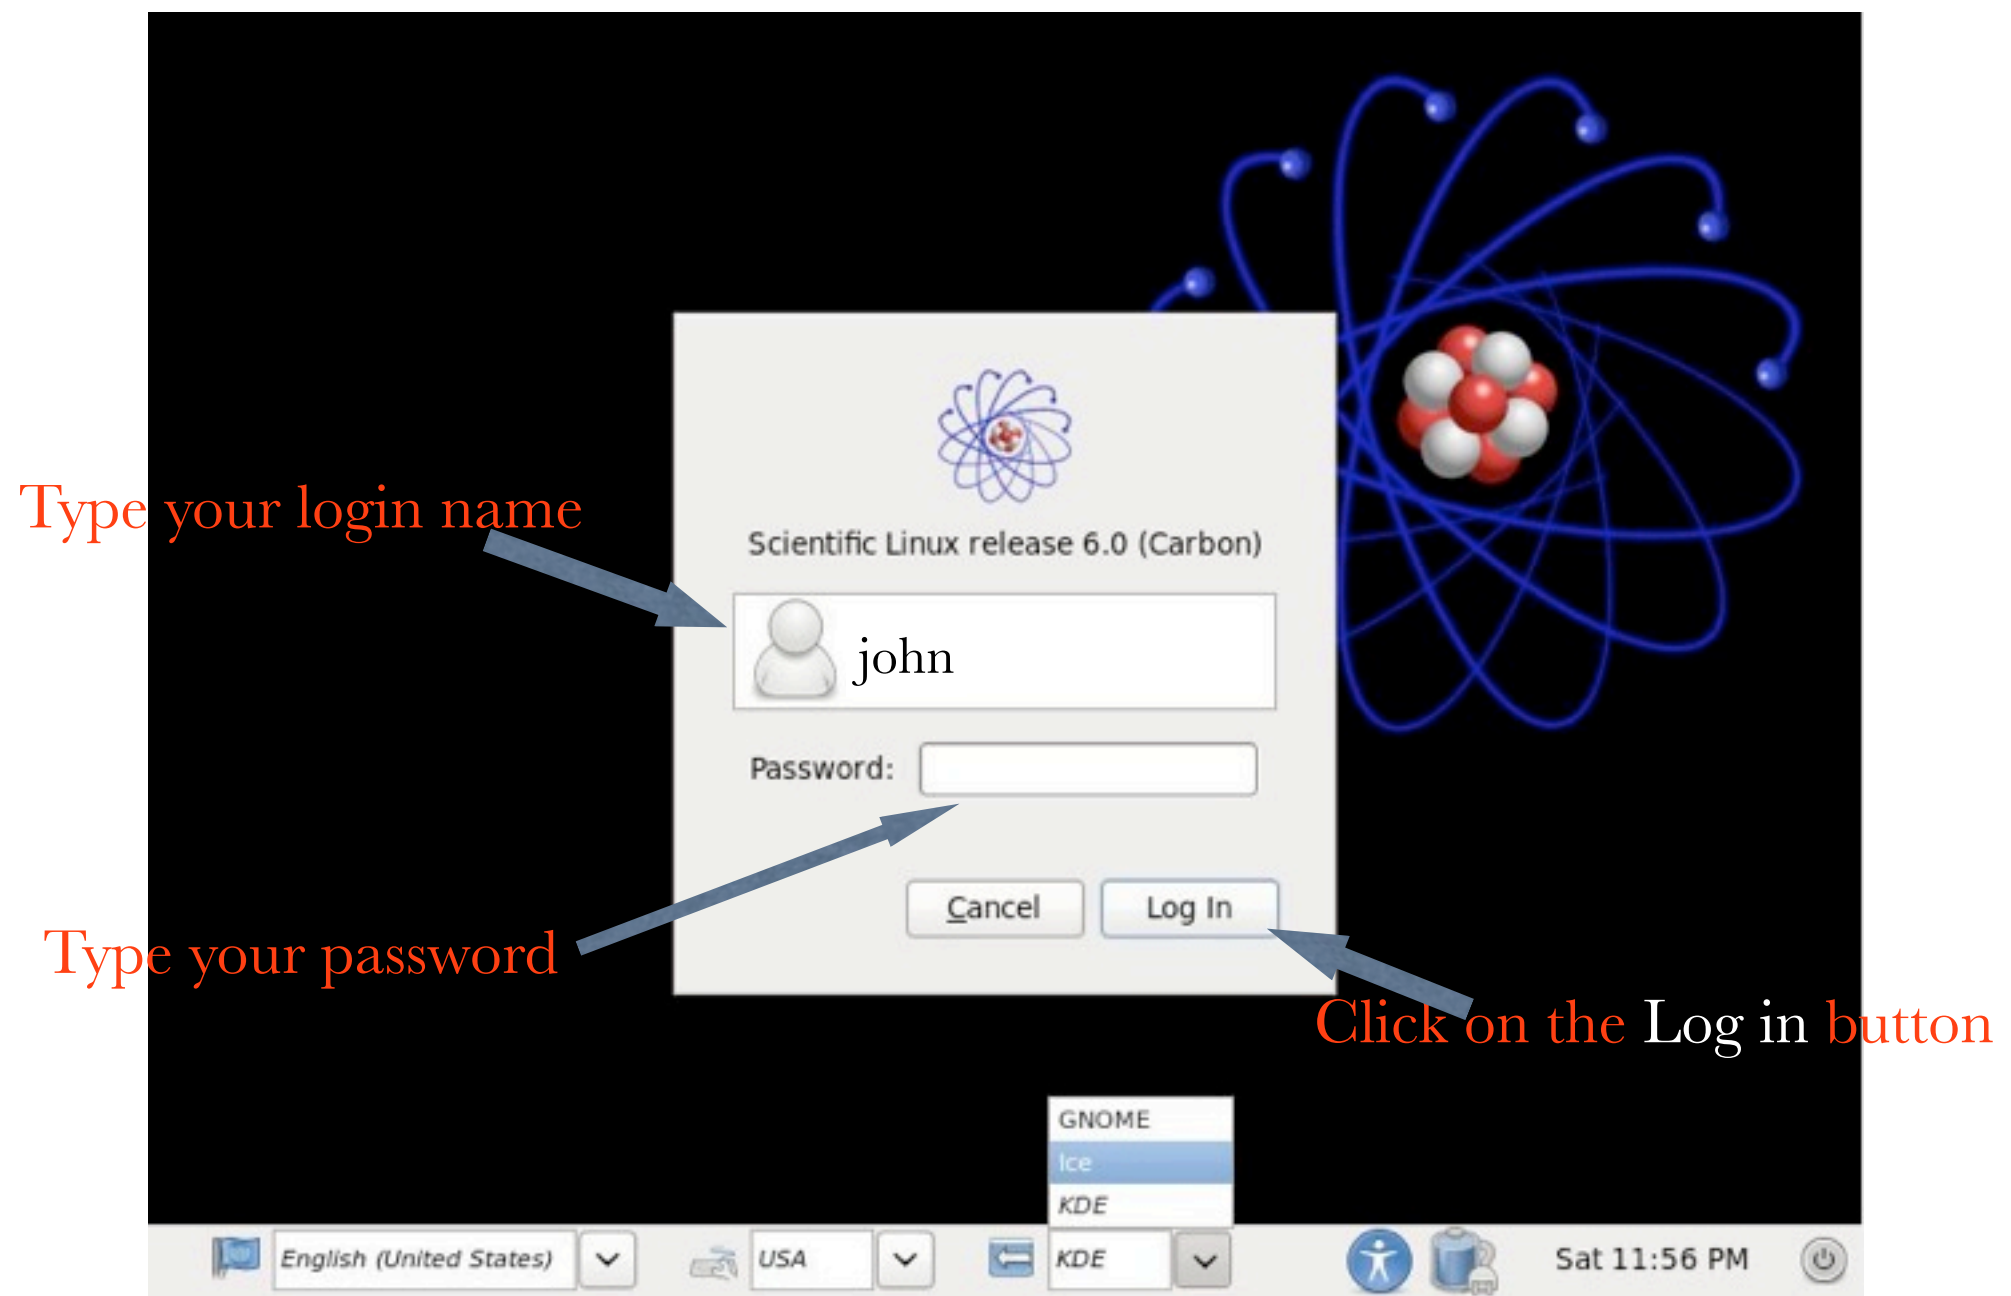 Type your login name
Scientific Linux release 6.0 (Carbon)
john
Password:
Cancel
Log In
Type your password
Click on the Log in button
GNOME
Ice
KDE
English (United States)
USA
KDE
Sat 11:56 PM